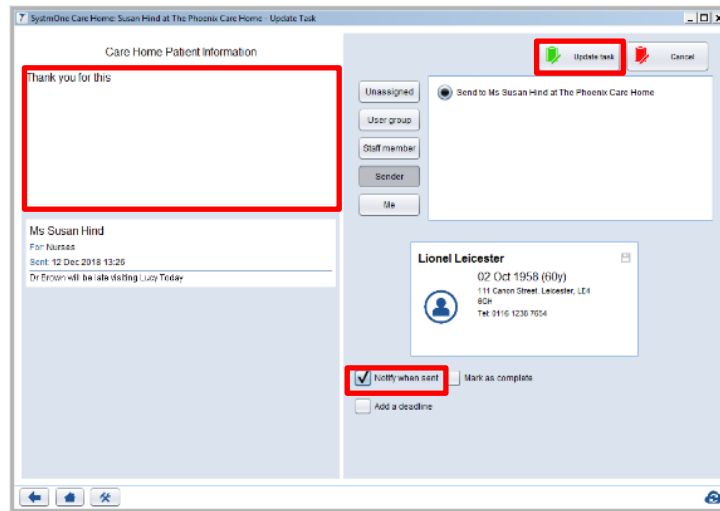 SystmOne Care Home: Susan Hind at The Phoenix Care Home - Update Task
Care Home Patient Information
Update task
Cancel
Thank you for this
Unassigned
Send to Ms Susan Hind at The Phoenix Care Home
User group
Staff member
Sender
Me
Ms Susan Hind
For: Nurses
Sent: 12 Dec 2018 13:26
Dr Brown will be late visiting Lucy Today
Lionel Leicester
02 Oct 1958 (60y)
111 Canon Street, Leicester, LE4
8CH
Tel: 0116 1236 7654
Notify when sent
Mark as complete
Add a deadline